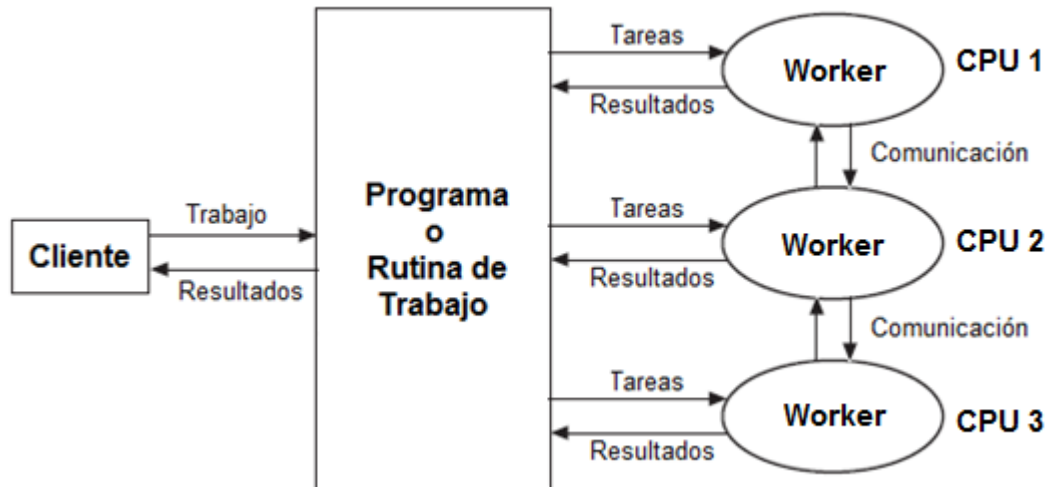 Cliente
Trabajo
Resultados
Programa
o
Rutina de
Trabajo
Tareas
Resultados
Worker
CPU 1
Comunicación
Tareas
Resultados
Worker
CPU 2
Comunicación
Tareas
Resultados
Worker
CPU 3